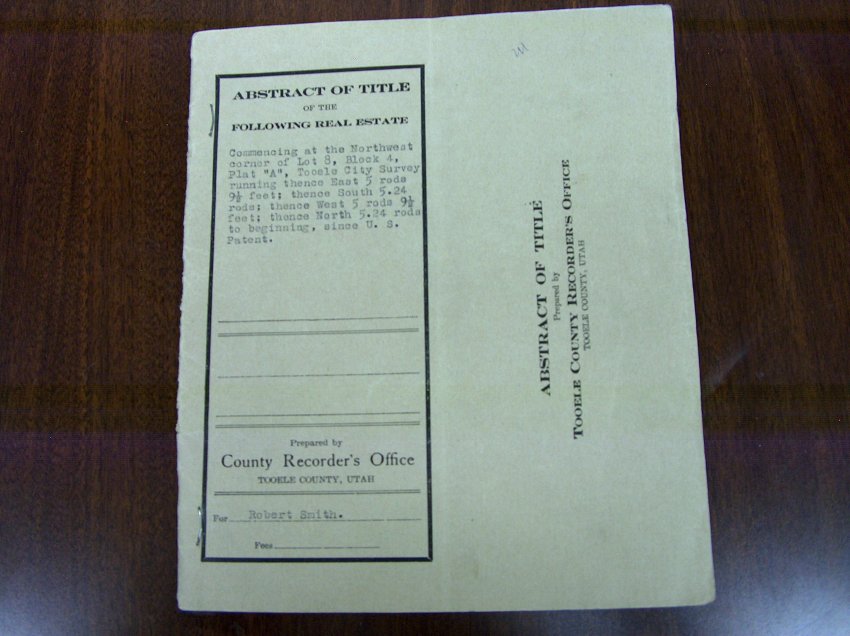 ABSTRACT OF TITLE
OF THE
FOLLOWING REAL ESTATE
Commencing at the Northwest
corner of Lot 8, Block 4,
Plat "A", Tooele City Survey
running thence East 5 rods
9½ feet; thence South 5.24
rods; thence West 5 rods 9½
feet; thence North 5.24 rods
to beginning, since U. S.
Patent.
Prepared by
County Recorder's Office
TOOELE COUNTY, UTAH
For Robert Smith.
Fees
ABSTRACT OF TITLE
Prepared by
TOOELE COUNTY RECORDER'S OFFICE
TOOELE COUNTY, UTAH